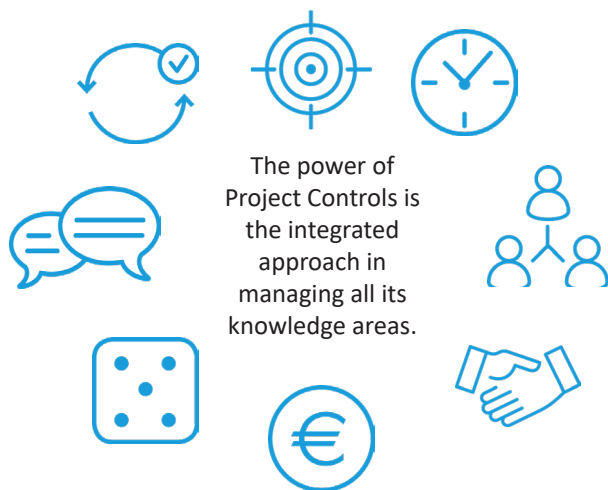 The power of
Project Controls is
the integrated
approach in
managing all its
knowledge areas.
€